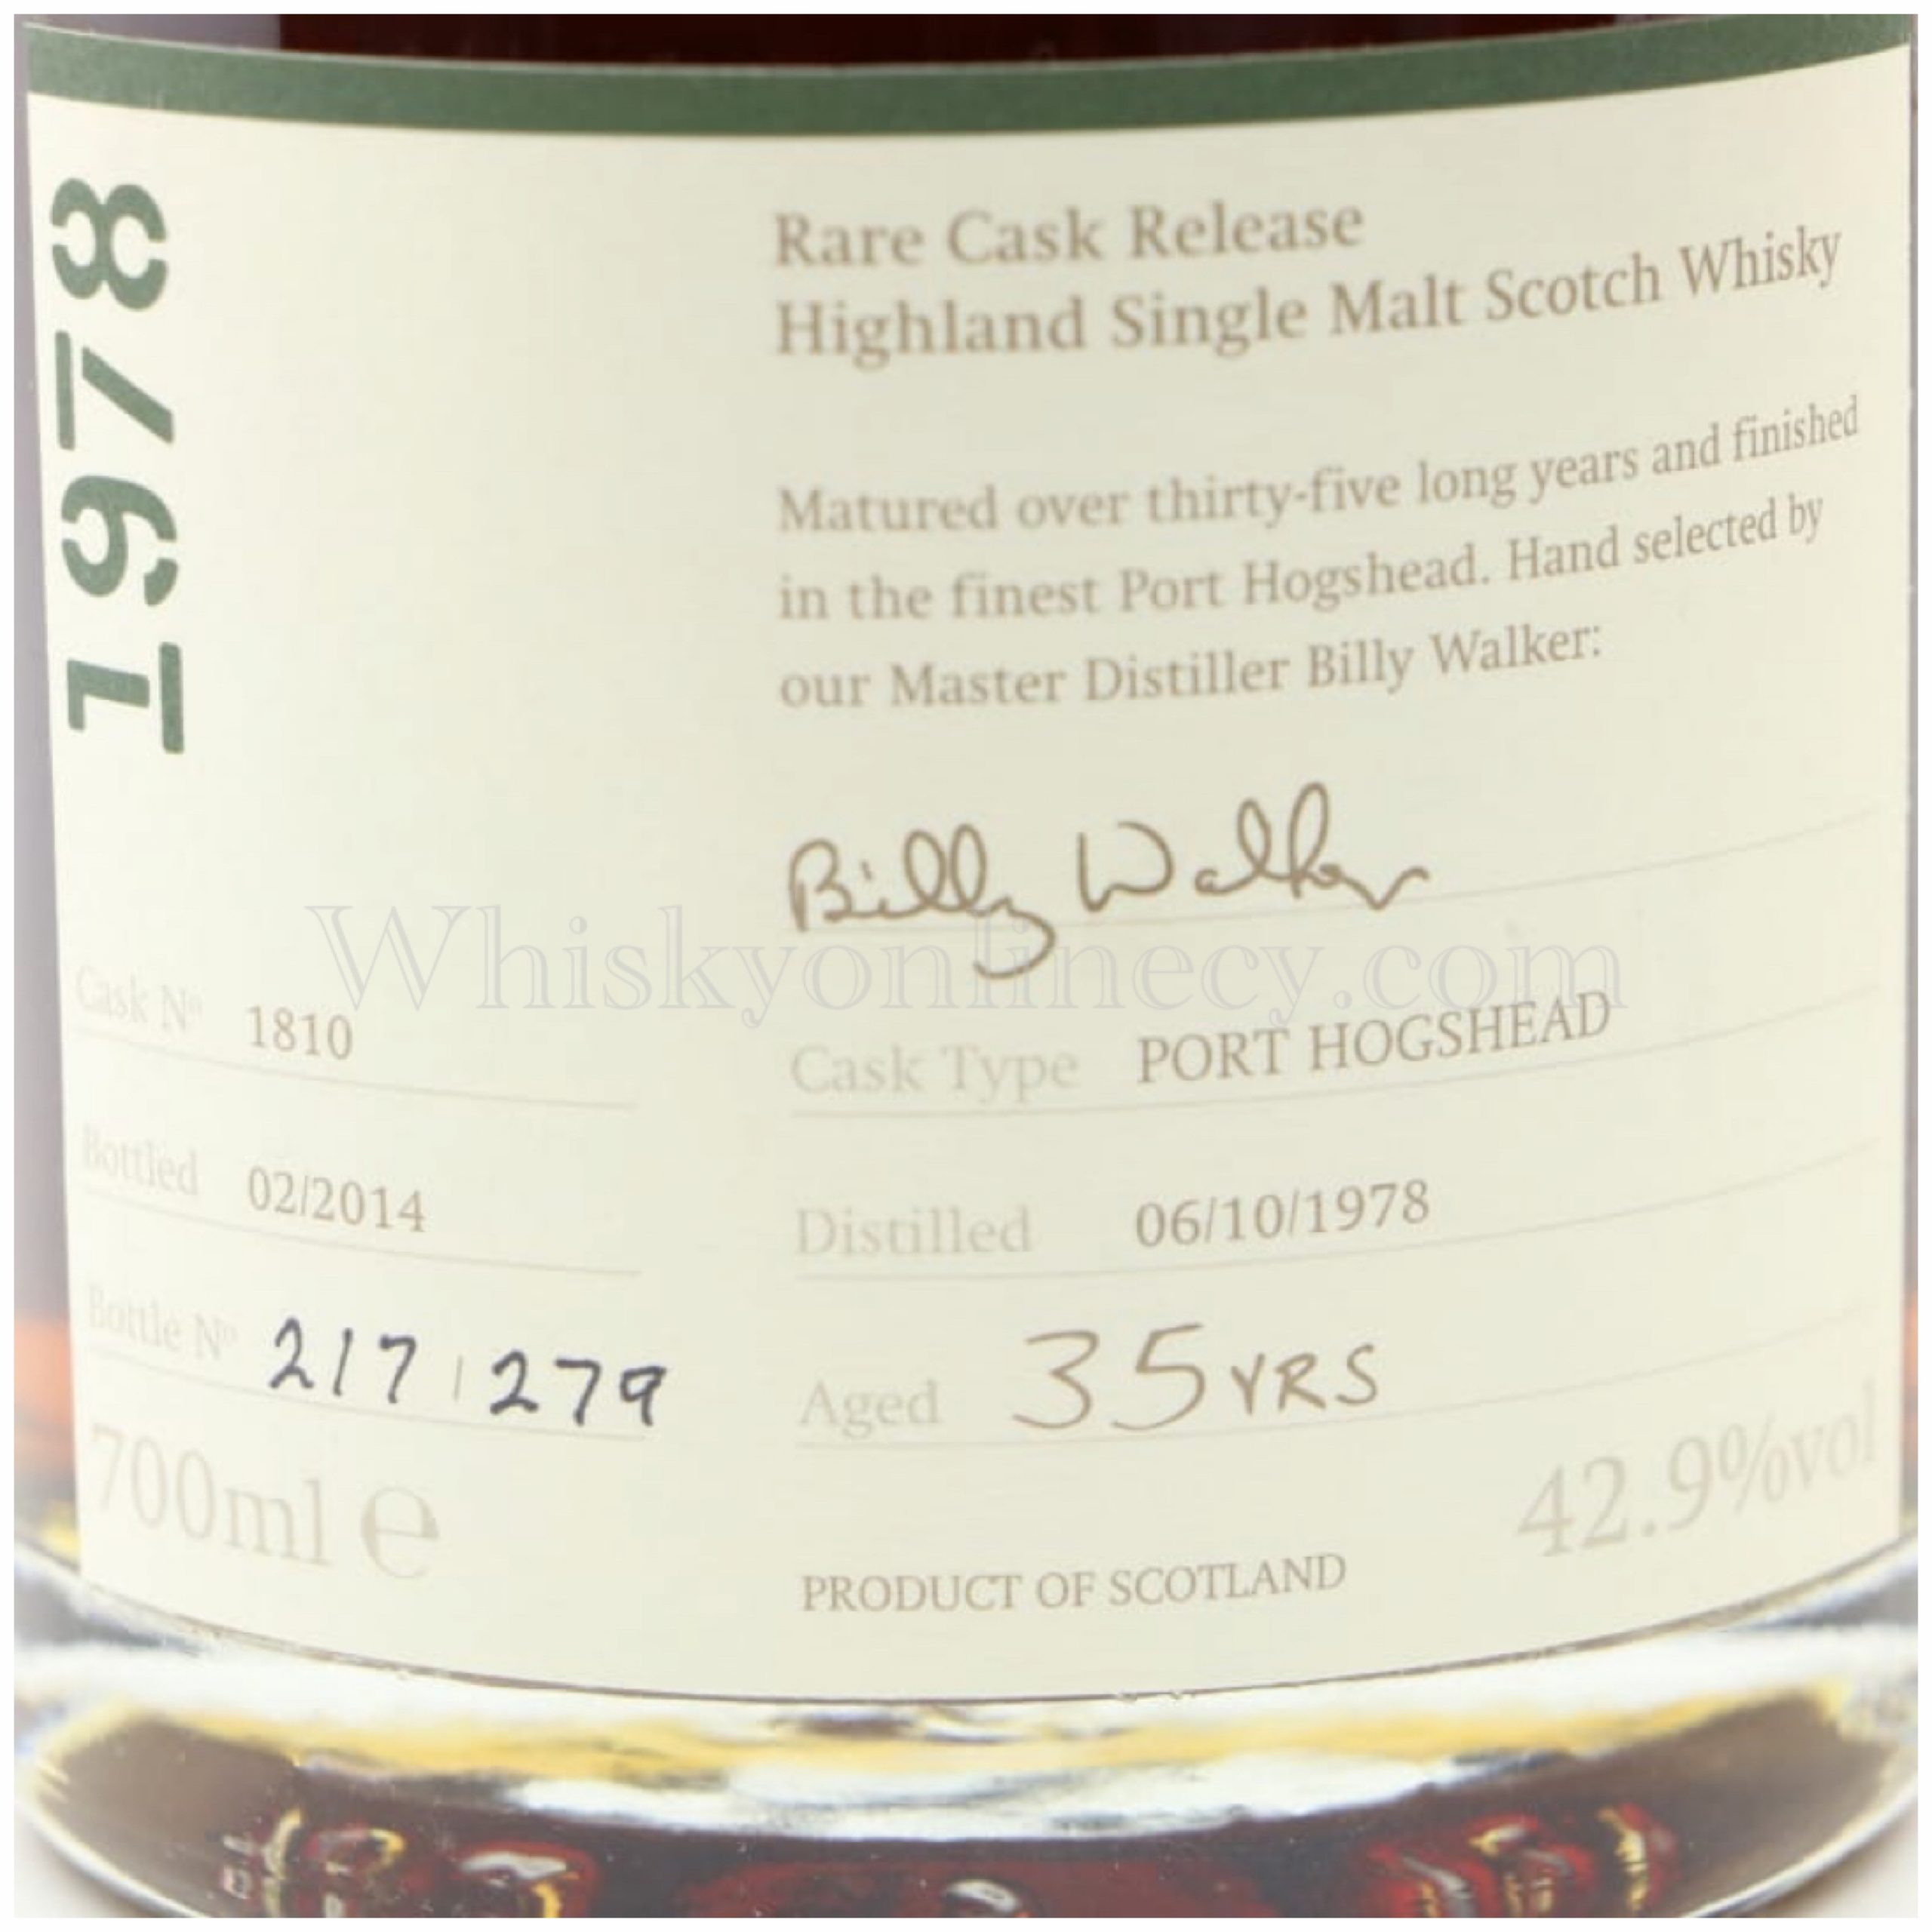 1978
Rare Cask Release
Highland Single Malt Scotch Whisky
Matured over thirty-five long years and finished
in the finest Port Hogshead. Hand selected by
our Master Distiller Billy Walker:
Billy Walker
Whiskyonlinecy.com
Cask Nº 1810
Cask Type PORT HOGSHEAD
Bottled 02/2014
Distilled 06/10/1978
Bottle Nº 217/279
Aged 35 YRS
700ml e
42.9%vol
PRODUCT OF SCOTLAND